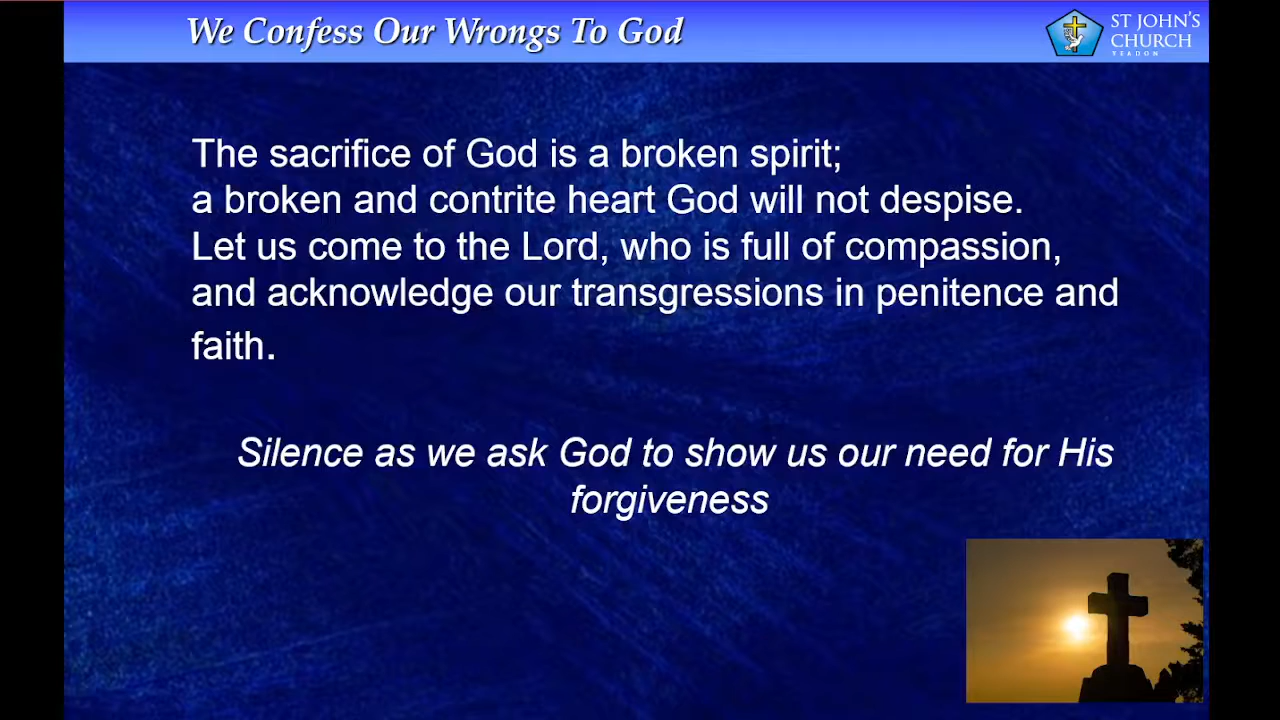 We Confess Our Wrongs To God
ST JOHN'S
CHURCH
YEADON
The sacrifice of God is a broken spirit;
a broken and contrite heart God will not despise.
Let us come to the Lord, who is full of compassion,
and acknowledge our transgressions in penitence and
faith.
Silence as we ask God to show us our need for His
forgiveness